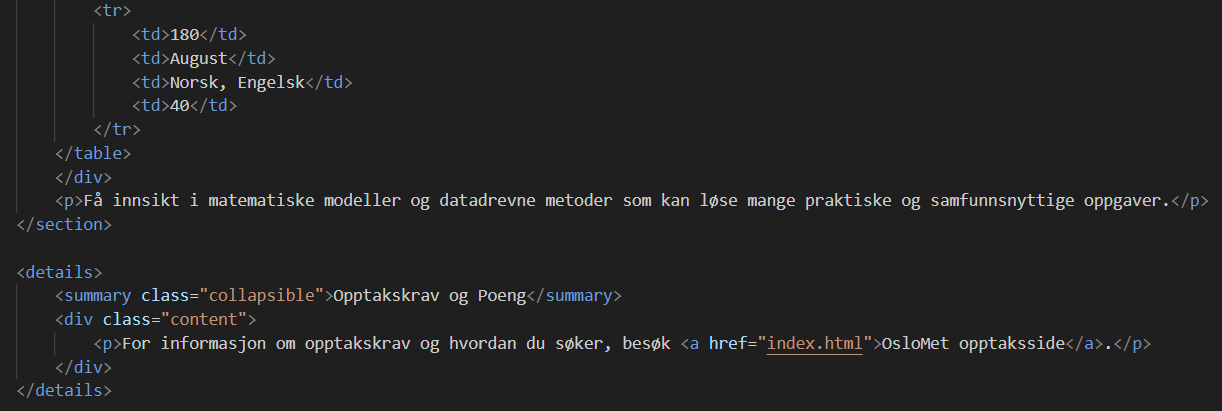 <tr>
<td>180</td>
<td>August</td>
<td>Norsk, Engelsk</td>
<td>40</td>
</tr>
</table>
</div>
<p>Få innsikt i matematiske modeller og datadrevne metoder som kan løse mange praktiske og samfunnsnyttige oppgaver.</p>
</section>
<details>
<summary class="collapsible">Opptakskrav og Poeng</summary>
<div class="content">
<p>For informasjon om opptakskrav og hvordan du søker, besøk <a href="index.html">OsloMet opptaksside</a>.</p>
</div>
</details>